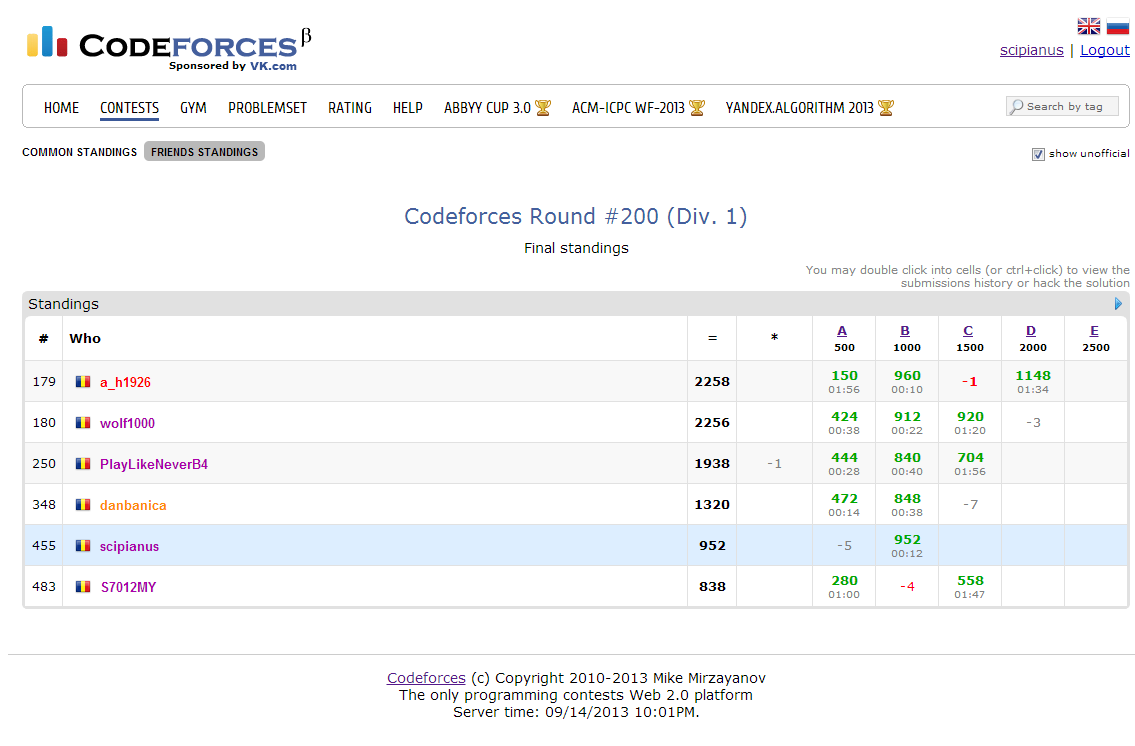 CODEFORCES β
Sponsored by VK.com
scipianus | Logout
HOME CONTESTS GYM PROBLEMSET RATING HELP ABBYY CUP 3.0 ACM-ICPC WF-2013 YANDEX.ALGORITHM 2013 Search by tag
COMMON STANDINGS FRIENDS STANDINGS show unofficial
Codeforces Round #200 (Div. 1)
Final standings
You may double click into cells (or ctrl+click) to view the
submissions history or hack the solution
Standings
# Who = * A B C D E
500 1000 1500 2000 2500
179 a_h1926 2258 150 960 -1 1148
01:56 00:10 01:34
180 wolf1000 2256 424 912 920 -3
00:38 00:22 01:20
250 PlayLikeNeverB4 1938 -1 444 840 704
00:28 00:40 01:56
348 danbanica 1320 472 848 -7
00:14 00:38
455 scipianus 952 -5 952
00:12
483 S7012MY 838 280 -4 558
01:00 01:47
Codeforces (c) Copyright 2010-2013 Mike Mirzayanov
The only programming contests Web 2.0 platform
Server time: 09/14/2013 10:01PM.